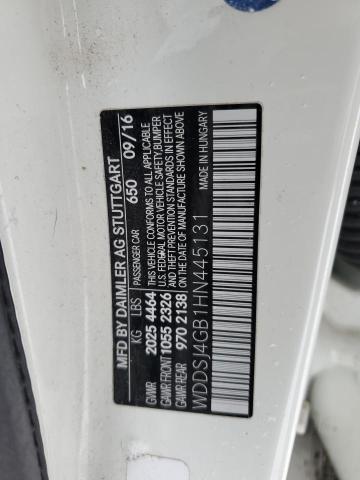 MFD BY DAIMLER AG STUTTGART
PASSENGER CAR 650 09/16
KG LBS
GVWR 2025 4464
GAWR FRONT 1055 2326
GAWR REAR 970 2138
THIS VEHICLE CONFORMS TO ALL APPLICABLE
U.S. FEDERAL MOTOR VEHICLE SAFETY, BUMPER
AND THEFT PREVENTION STANDARDS IN EFFECT
ON THE DATE OF MANUFACTURE SHOWN ABOVE
WDDSJ4GB1HN445131 MADE IN HUNGARY